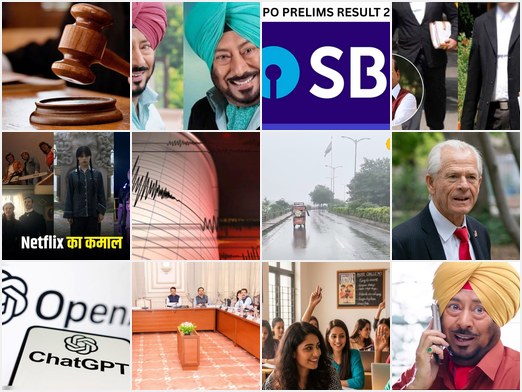 PO PRELIMS RESULT 2
SB
Netflix का कमाल
Open
ChatGPT